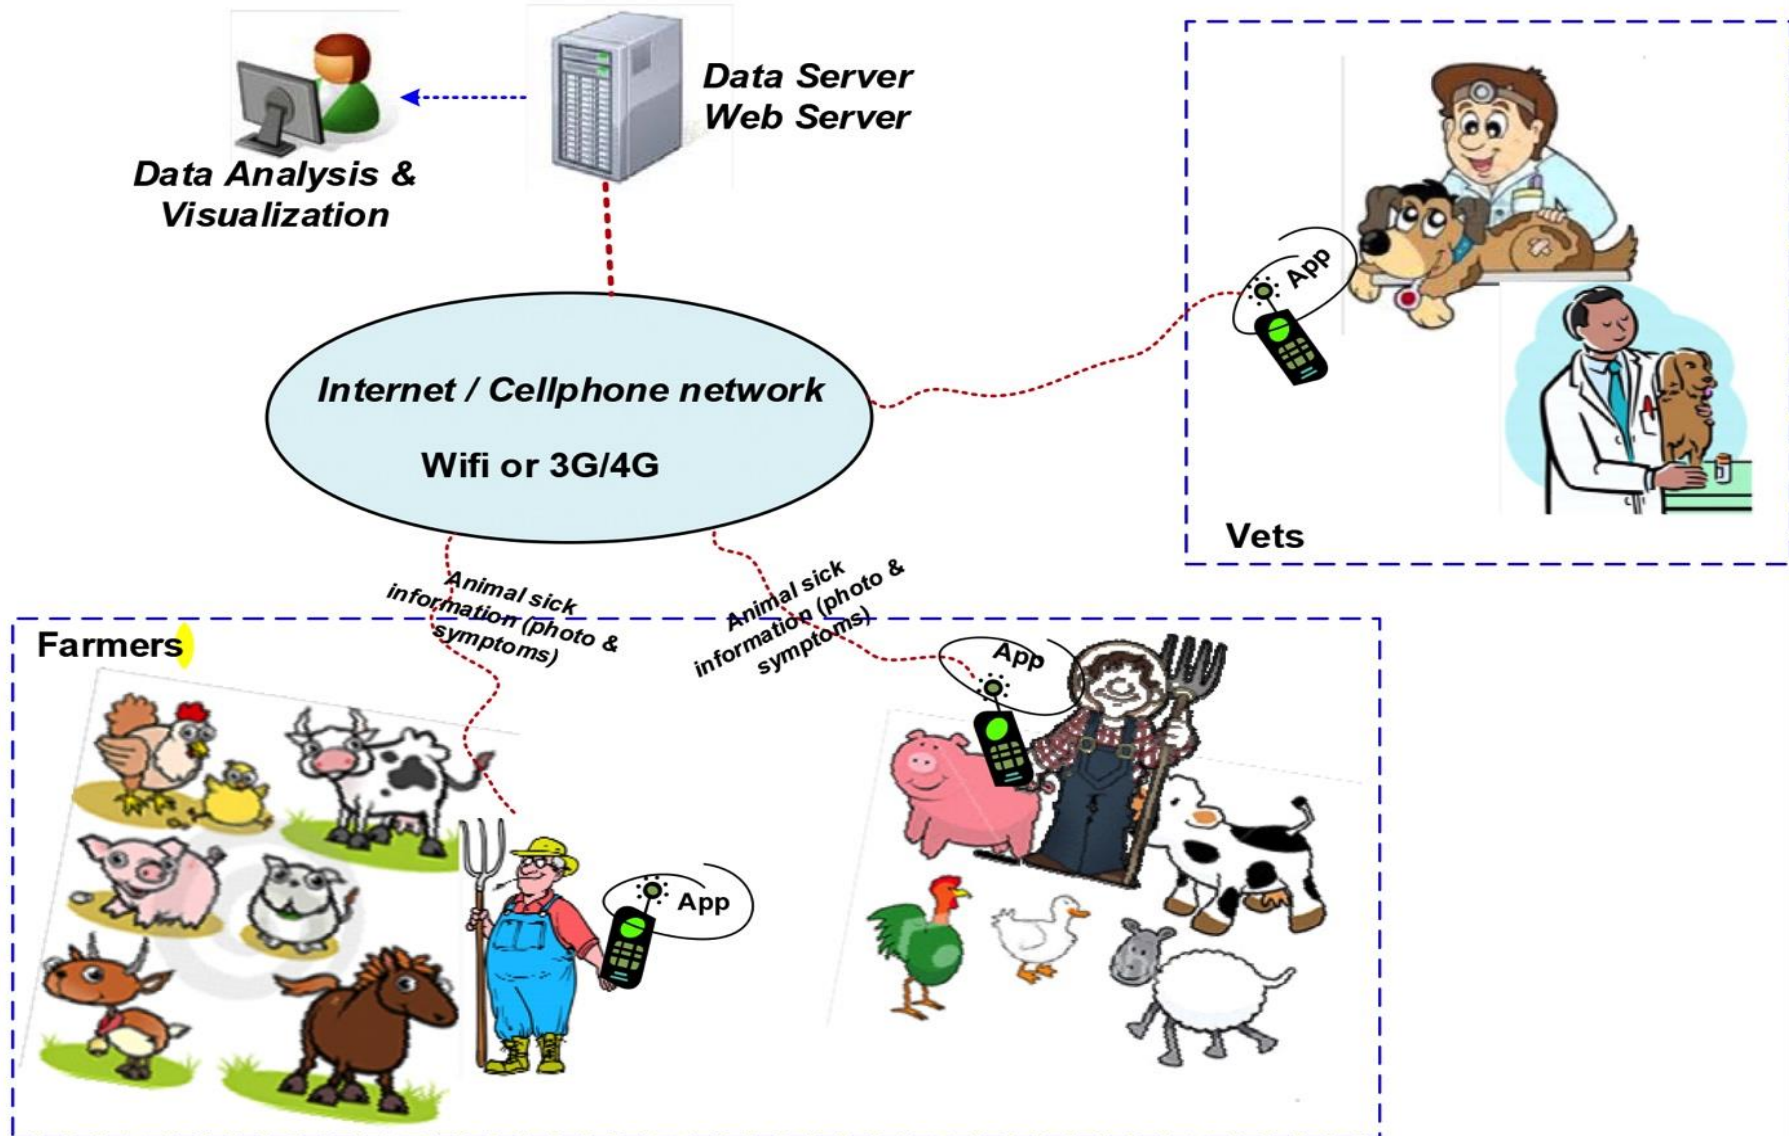 Data Server
Web Server
Data Analysis &
Visualization
App
Internet / Cellphone network
Wifi or 3G/4G
Vets
Animal sick
information (photo &
symptoms)
Animal sick
information (photo &
symptoms)
Farmers
App
App